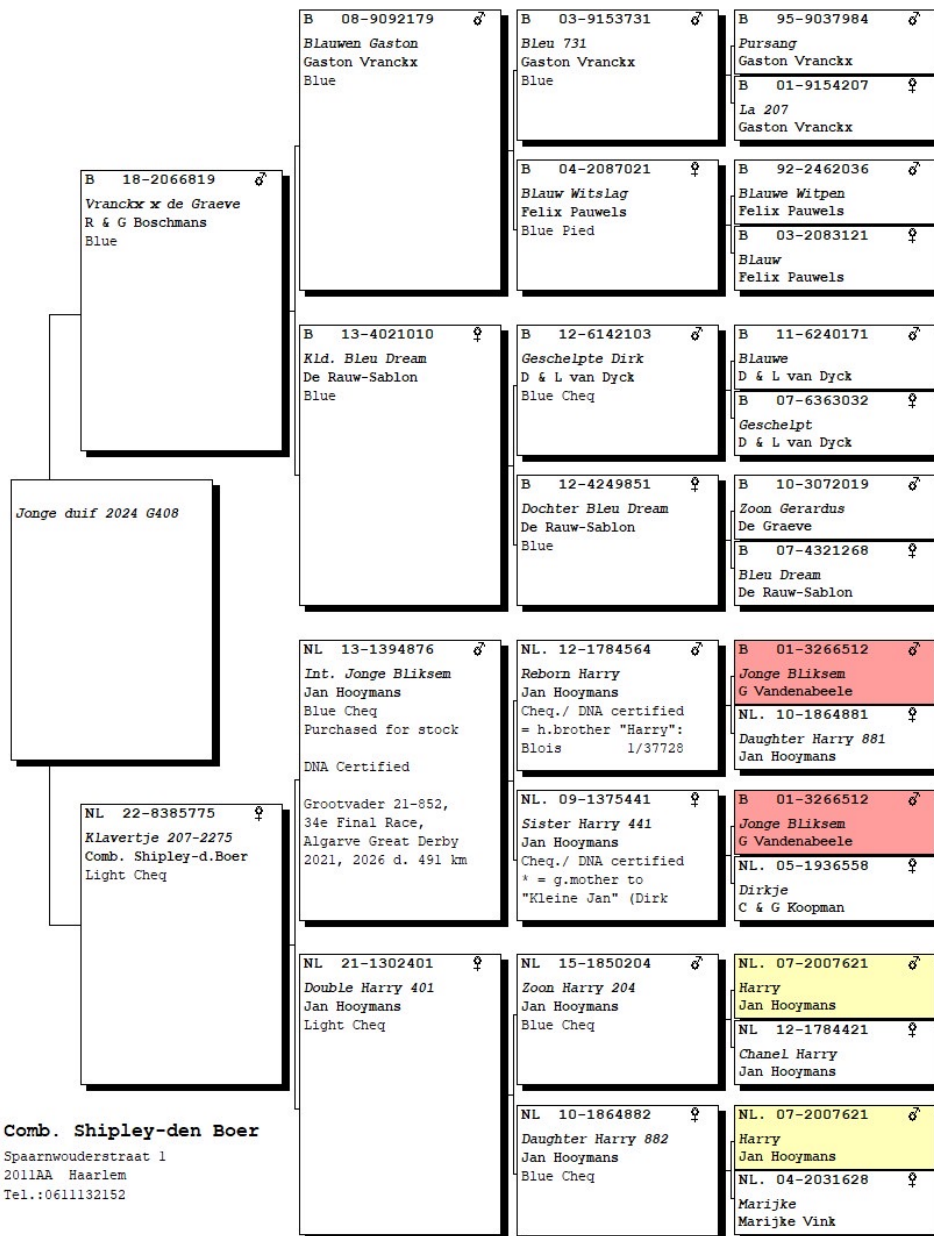 Jonge duif 2024 G408
B 18-2066819 ♂
Vranckx x de Graeve
R & G Boschmans
Blue
NL 22-8385775 ♀
Klavertje 207-2275
Comb. Shipley-d.Boer
Light Cheq
B 08-9092179 ♂
Blauwen Gaston
Gaston Vranckx
Blue
B 13-4021010 ♀
Kld. Bleu Dream
De Rauw-Sablon
Blue
NL 13-1394876 ♂
Int. Jonge Bliksem
Jan Hooymans
Blue Cheq
Purchased for stock
DNA Certified
Grootvader 21-852,
34e Final Race,
Algarve Great Derby
2021, 2026 d. 491 km
NL 21-1302401 ♀
Double Harry 401
Jan Hooymans
Light Cheq
B 03-9153731 ♂
Bleu 731
Gaston Vranckx
Blue
B 04-2087021 ♀
Blauw Witslag
Felix Pauwels
Blue Pied
B 12-6142103 ♂
Geschelpte Dirk
D & L van Dyck
Blue Cheq
B 12-4249851 ♀
Dochter Bleu Dream
De Rauw-Sablon
Blue
NL. 12-1784564 ♂
Reborn Harry
Jan Hooymans
Cheq./ DNA certified
= h.brother "Harry":
Blois 1/37728
NL. 09-1375441 ♀
Sister Harry 441
Jan Hooymans
Cheq./ DNA certified
* = g.mother to
"Kleine Jan" (Dirk
NL 15-1850204 ♂
Zoon Harry 204
Jan Hooymans
Blue Cheq
NL 10-1864882 ♀
Daughter Harry 882
Jan Hooymans
Blue Cheq
B 95-9037984 ♂
Pursang
Gaston Vranckx
B 01-9154207 ♀
La 207
Gaston Vranckx
B 92-2462036 ♂
Blauwe Witpen
Felix Pauwels
B 03-2083121 ♀
Blauw
Felix Pauwels
B 11-6240171 ♂
Blauwe
D & L van Dyck
B 07-6363032 ♀
Geschelpt
D & L van Dyck
B 10-3072019 ♂
Zoon Gerardus
De Graeve
B 07-4321268 ♀
Bleu Dream
De Rauw-Sablon
B 01-3266512 ♂
Jonge Bliksem
G Vandenabeele
NL. 10-1864881 ♀
Daughter Harry 881
Jan Hooymans
B 01-3266512 ♂
Jonge Bliksem
G Vandenabeele
NL. 05-1936558 ♀
Dirkje
C & G Koopman
NL. 07-2007621 ♂
Harry
Jan Hooymans
NL 12-1784421 ♀
Chanel Harry
Jan Hooymans
NL. 07-2007621 ♂
Harry
Jan Hooymans
NL. 04-2031628 ♀
Marijke
Marijke Vink
Comb. Shipley-den Boer
Spaarnwouderstraat 1
2011AA Haarlem
Tel.:0611132152